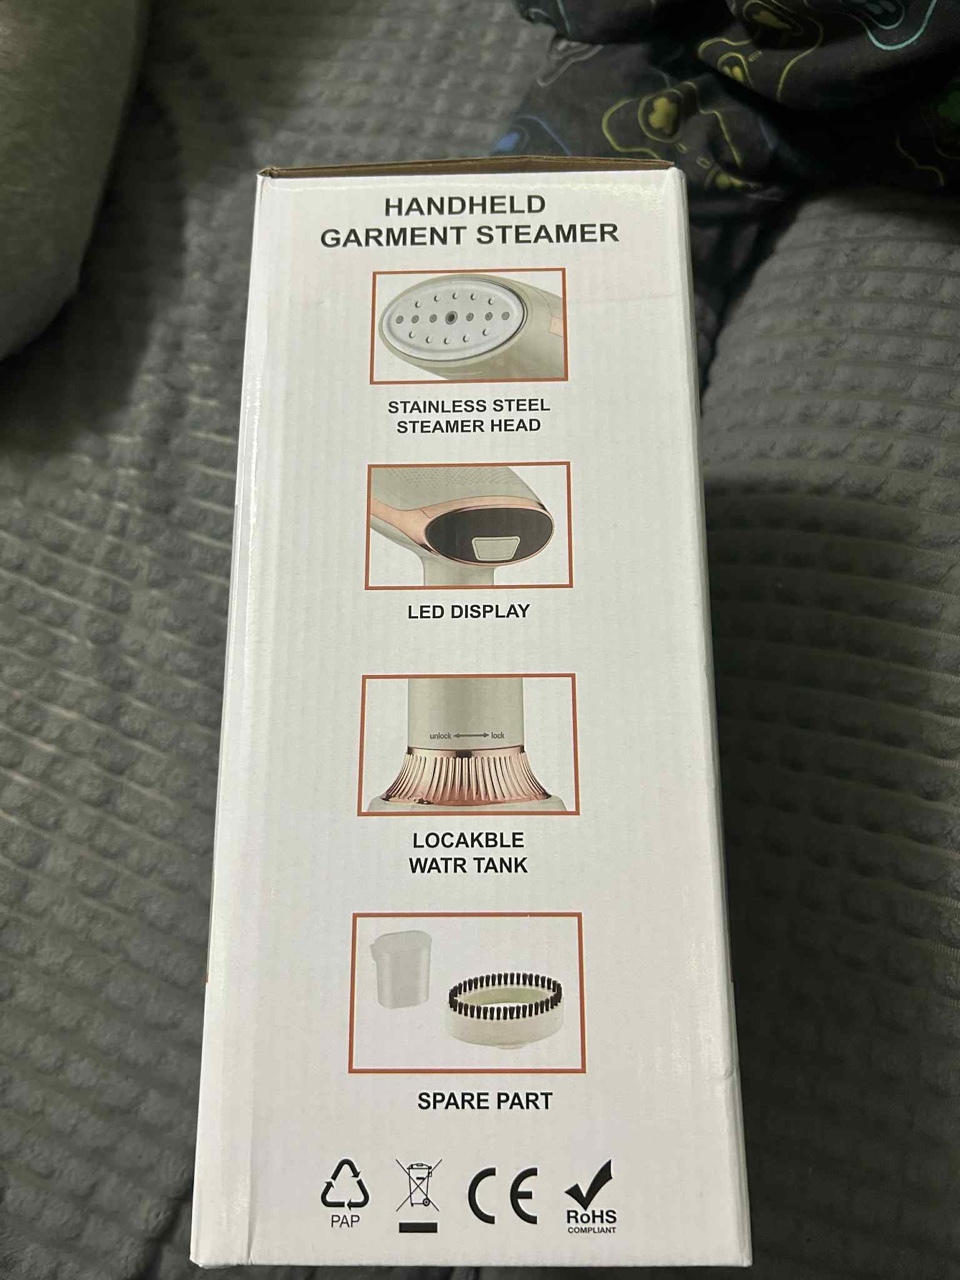 HANDHELD
GARMENT STEAMER
STAINLESS STEEL
STEAMER HEAD
LED DISPLAY
unlock lock
LOCAKBLE
WATR TANK
SPARE PART
PAP
CE
RoHS
COMPLIANT